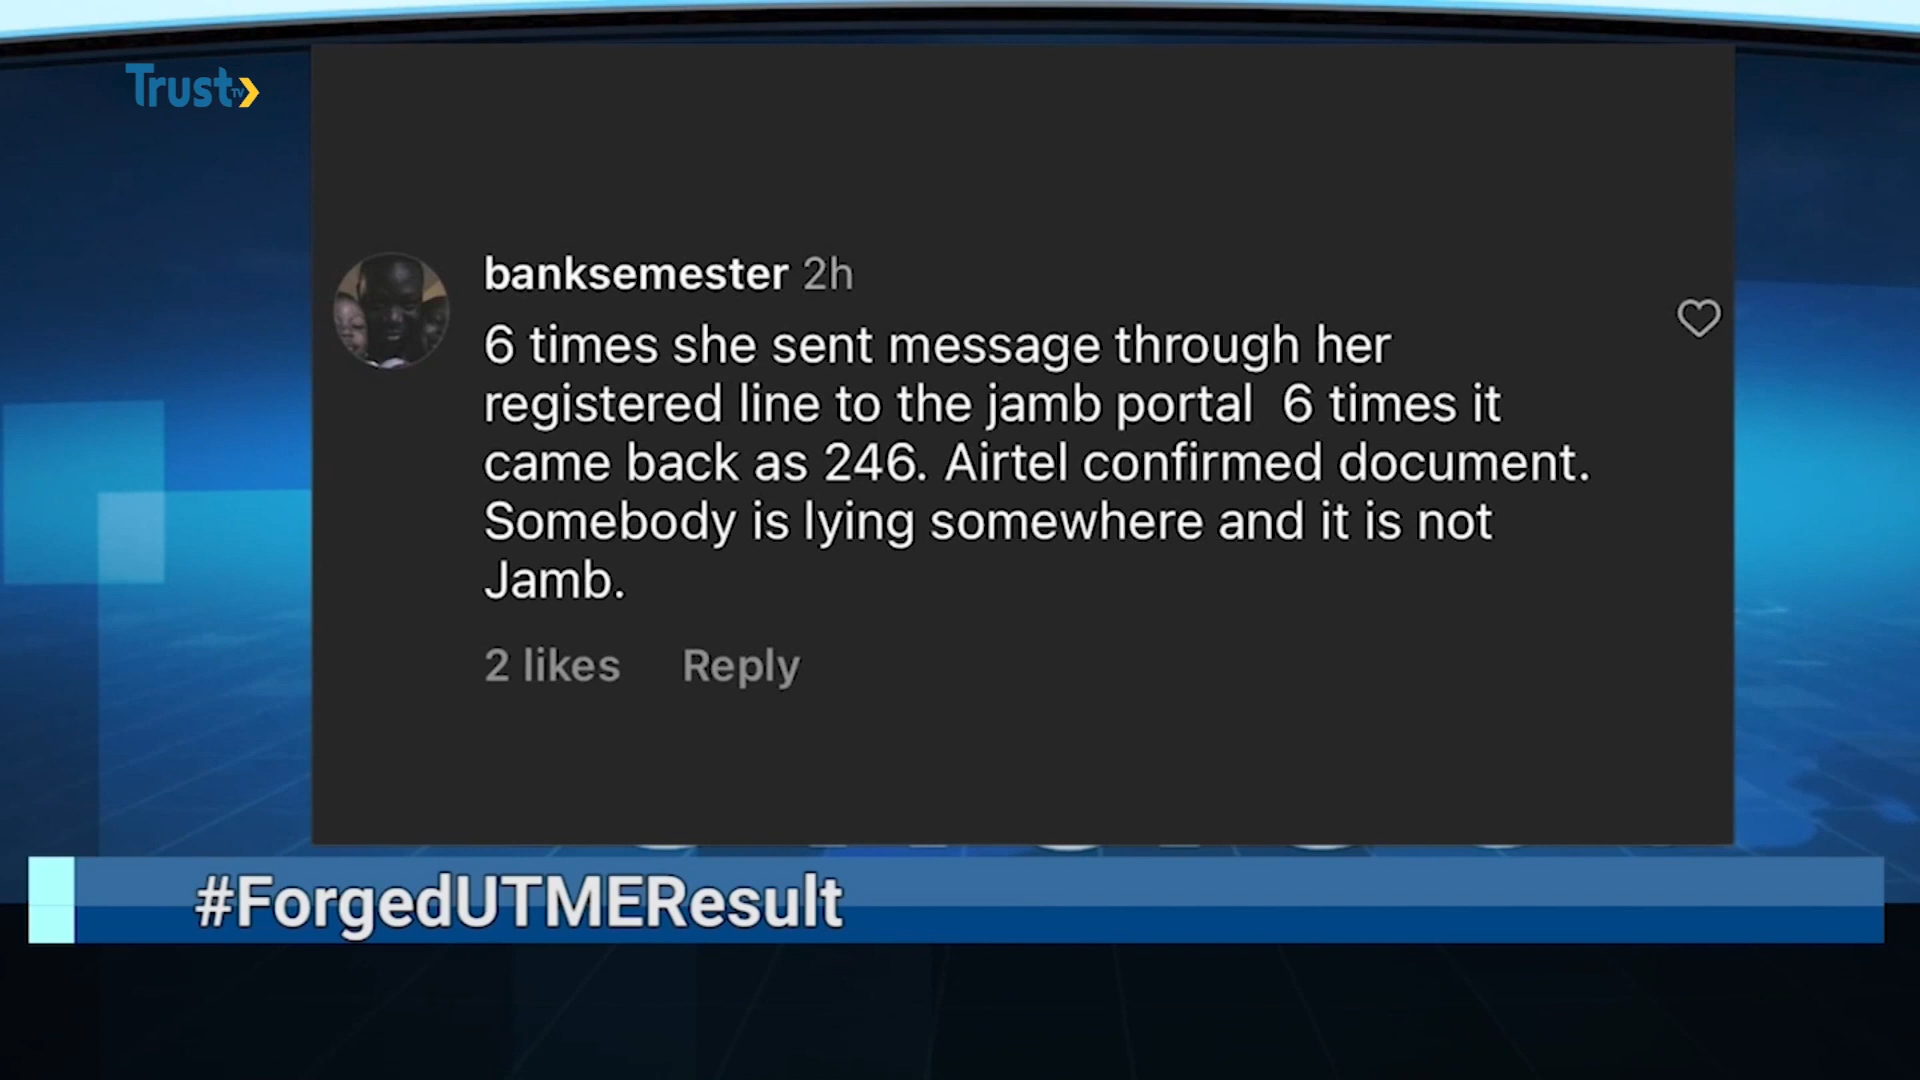 Trust TV
banksemester 2h
6 times she sent message through her
registered line to the jamb portal  6 times it
came back as 246. Airtel confirmed document.
Somebody is lying somewhere and it is not
Jamb.
2 likes Reply
#ForgedUTMEResult